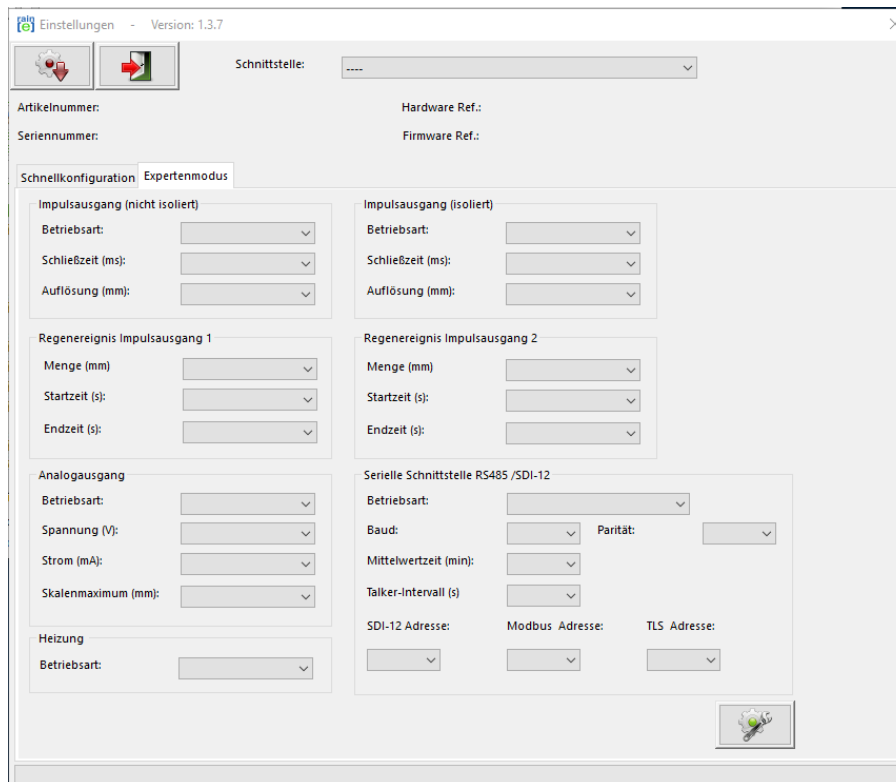 rain
[e]
Einstellungen - Version: 1.3.7
Schnittstelle: ----
Artikelnummer: Hardware Ref.:
Seriennummer: Firmware Ref.:
Schnellkonfiguration Expertenmodus
Impulsausgang (nicht isoliert)
Betriebsart:
Schließzeit (ms):
Auflösung (mm):
Impulsausgang (isoliert)
Betriebsart:
Schließzeit (ms):
Auflösung (mm):
Regenereignis Impulsausgang 1
Menge (mm)
Startzeit (s):
Endzeit (s):
Regenereignis Impulsausgang 2
Menge (mm)
Startzeit (s):
Endzeit (s):
Analogausgang
Betriebsart:
Spannung (V):
Strom (mA):
Skalenmaximum (mm):
Heizung
Betriebsart:
Serielle Schnittstelle RS485 /SDI-12
Betriebsart:
Baud: Parität:
Mittelwertzeit (min):
Talker-Intervall (s)
SDI-12 Adresse: Modbus Adresse: TLS Adresse: